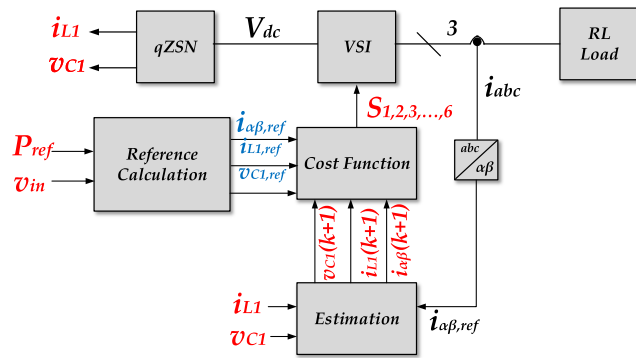 iL1
vC1
qZSN
Vdc
VSI
3
RL
Load
iabc
S1,2,3,...,6
Pref
vin
Reference
Calculation
iαβ,ref
iL1,ref
vC1,ref
Cost Function
abc
αβ
vC1(k+1)
iL1(k+1)
iαβ(k+1)
iL1
vC1
Estimation
iαβ,ref